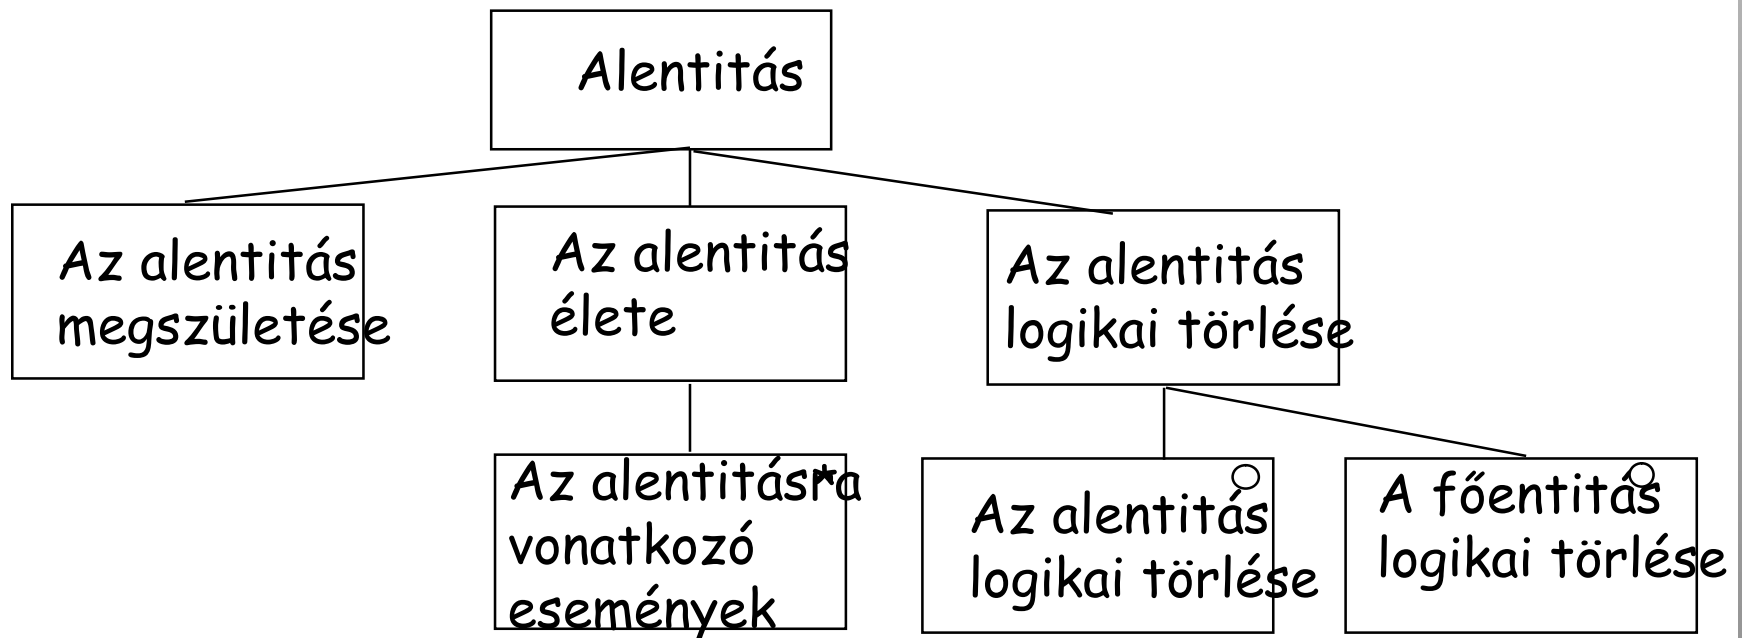 Alentitás
Az alentitás
megszületése
Az alentitás
élete
Az alentitás
logikai törlése
Az alentitásra
*
vonatkozó
események
Az alentitás
logikai törlése
A főentitás
logikai törlése